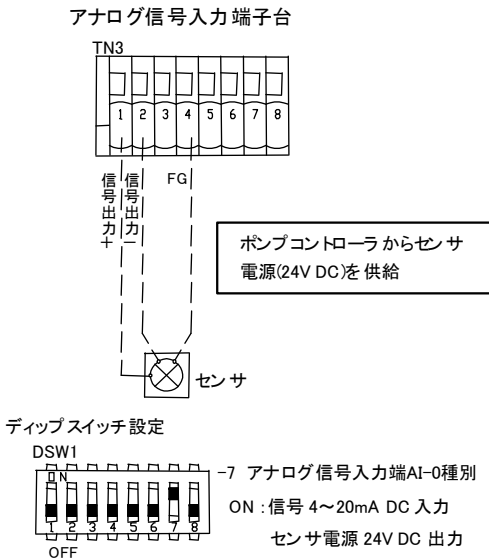 アナログ信号入力端子台
TN3
1 2 3 4 5 6 7 8
信号出力＋
信号出力－
FG
ポンプコントローラからセンサ
電源(24V DC)を供給
センサ
ディップスイッチ設定
DSW1
ON
1 2 3 4 5 6 7 8
OFF
-7 アナログ信号入力端AI-0種別
ON：信号 4～20mA DC 入力
センサ電源 24V DC 出力